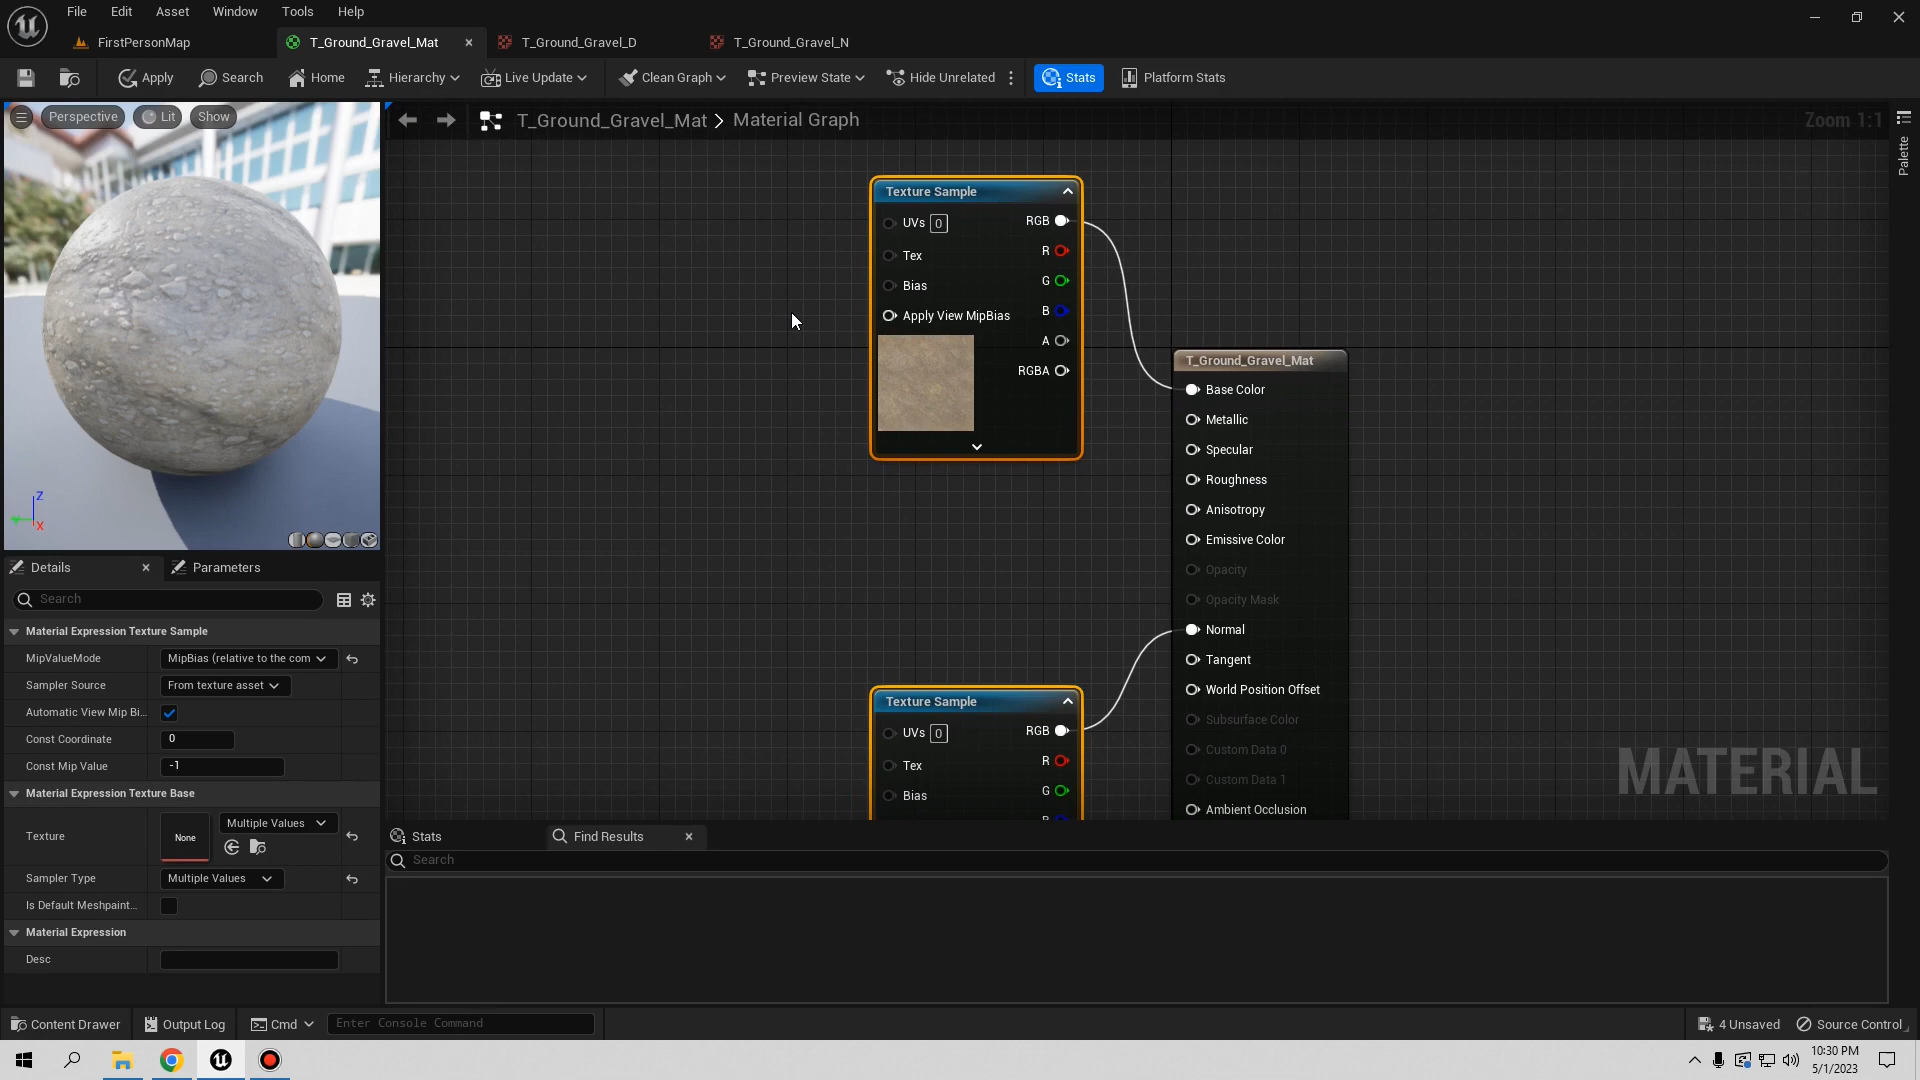 File Edit Asset Window Tools Help
FirstPersonMap T_Ground_Gravel_Mat T_Ground_Gravel_D T_Ground_Gravel_N
Apply Search Home Hierarchy Live Update Clean Graph Preview State Hide Unrelated Stats Platform Stats
Perspective Lit Show
T_Ground_Gravel_Mat > Material Graph
Zoom 1:1
Palette
Texture Sample
UVs 0 RGB
Tex R
Bias G
Apply View MipBias B
A
RGBA
T_Ground_Gravel_Mat
Base Color
Metallic
Specular
Roughness
Anisotropy
Emissive Color
Opacity
Opacity Mask
Normal
Tangent
World Position Offset
Subsurface Color
Custom Data 0
Custom Data 1
Ambient Occlusion
Texture Sample
UVs 0 RGB
Tex R
Bias G
MATERIAL
Z
X
Details Parameters
Search
Material Expression Texture Sample
MipValueMode MipBias (relative to the com
Sampler Source From texture asset
Automatic View Mip Bi...
Const Coordinate 0
Const Mip Value -1
Material Expression Texture Base
Texture None Multiple Values
Sampler Type Multiple Values
Is Default Meshpaint...
Material Expression
Desc
Stats Find Results
Search
Content Drawer Output Log Cmd Enter Console Command 4 Unsaved Source Control
10:30 PM
5/1/2023